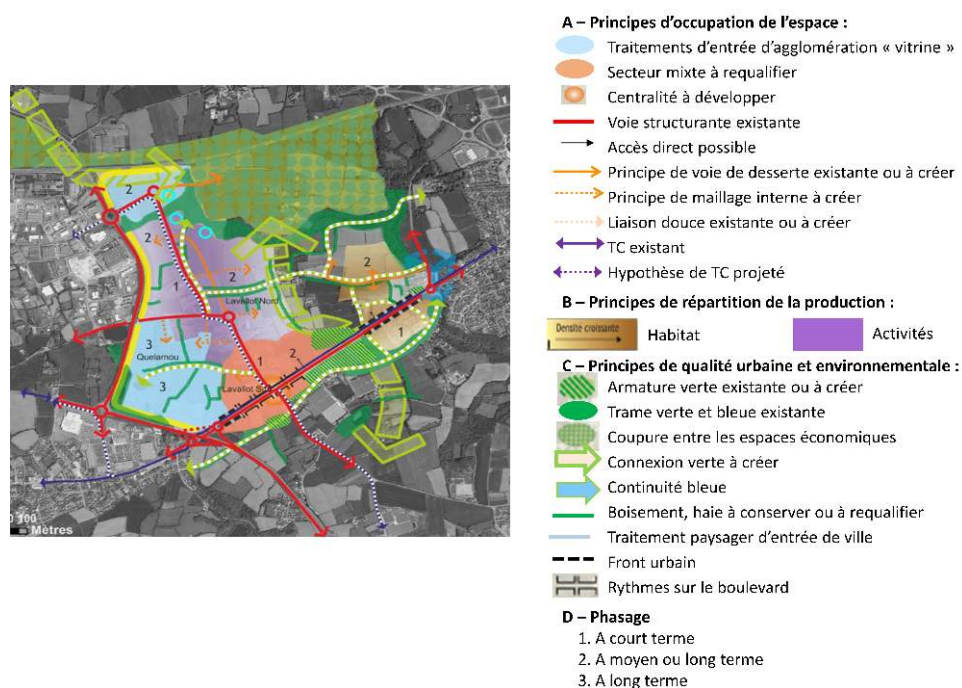 A – Principes d'occupation de l'espace :
Traitements d'entrée d'agglomération « vitrine »
Secteur mixte à requalifier
Centralité à développer
Voie structurante existante
Accès direct possible
Principe de voie de desserte existante ou à créer
Principe de maillage interne à créer
Liaison douce existante ou à créer
TC existant
Hypothèse de TC projeté
B – Principes de répartition de la production :
Densité croissante
Habitat
Activités
C – Principes de qualité urbaine et environnementale :
Armature verte existante ou à créer
Trame verte et bleue existante
Coupure entre les espaces économiques
Connexion verte à créer
Continuité bleue
Boisement, haie à conserver ou à requalifier
Traitement paysager d'entrée de ville
Front urbain
Rythmes sur le boulevard
D – Phasage
1. A court terme
2. A moyen ou long terme
3. A long terme
2
2
2
2
1
Lavallot Nord
1
3
Quelarnou
1
2
3
Lavallot
100
Mètres